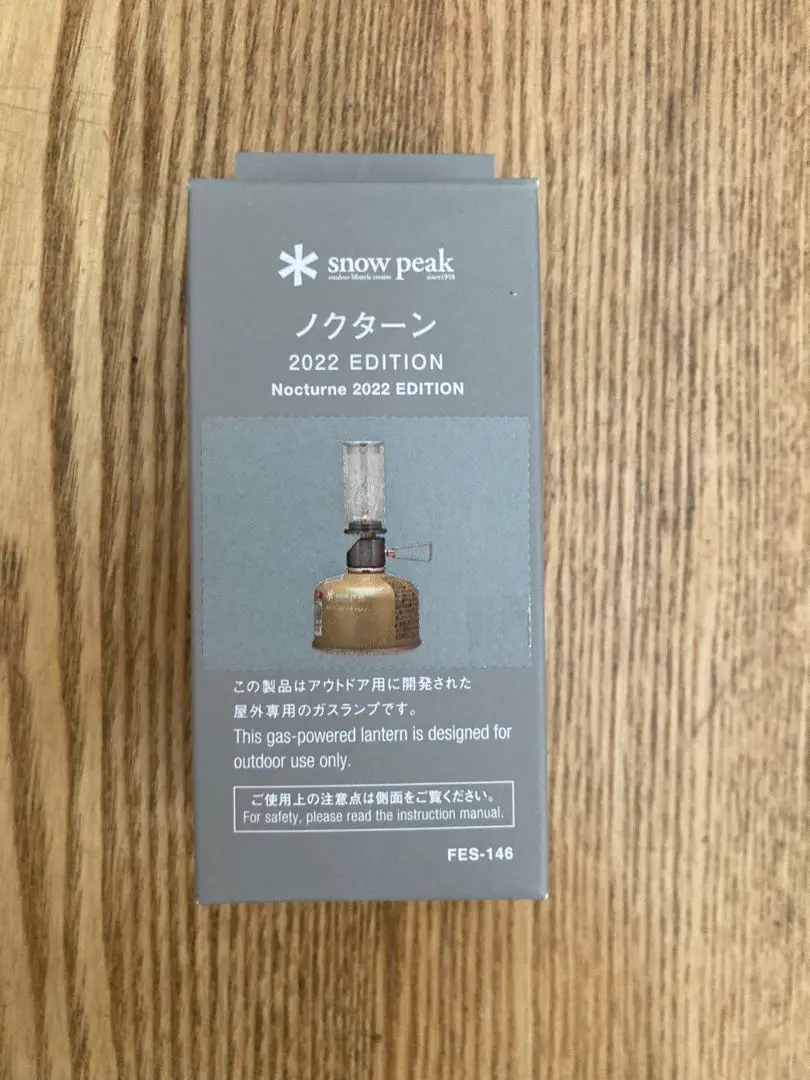 snow peak
outdoor lifestyle creator since1958
ノクターン
2022 EDITION
Nocturne 2022 EDITION
この製品はアウトドア用に開発された
屋外専用のガスランプです。
This gas-powered lantern is designed for
outdoor use only.
ご使用上の注意点は側面をご覧ください。
For safety, please read the instruction manual.
FES-146